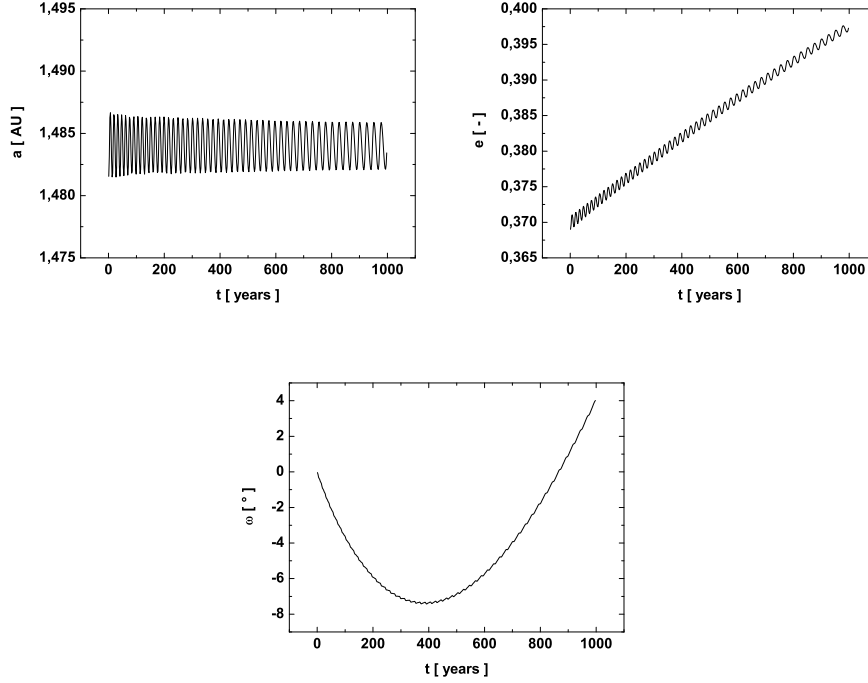 1,495
1,490
1,485
1,480
1,475
a [ AU ]
0 200 400 600 800 1000
t [ years ]
0,400
0,395
0,390
0,385
0,380
0,375
0,370
0,365
e [ - ]
0 200 400 600 800 1000
t [ years ]
4
2
0
-2
-4
-6
-8
ω [ ° ]
0 200 400 600 800 1000
t [ years ]